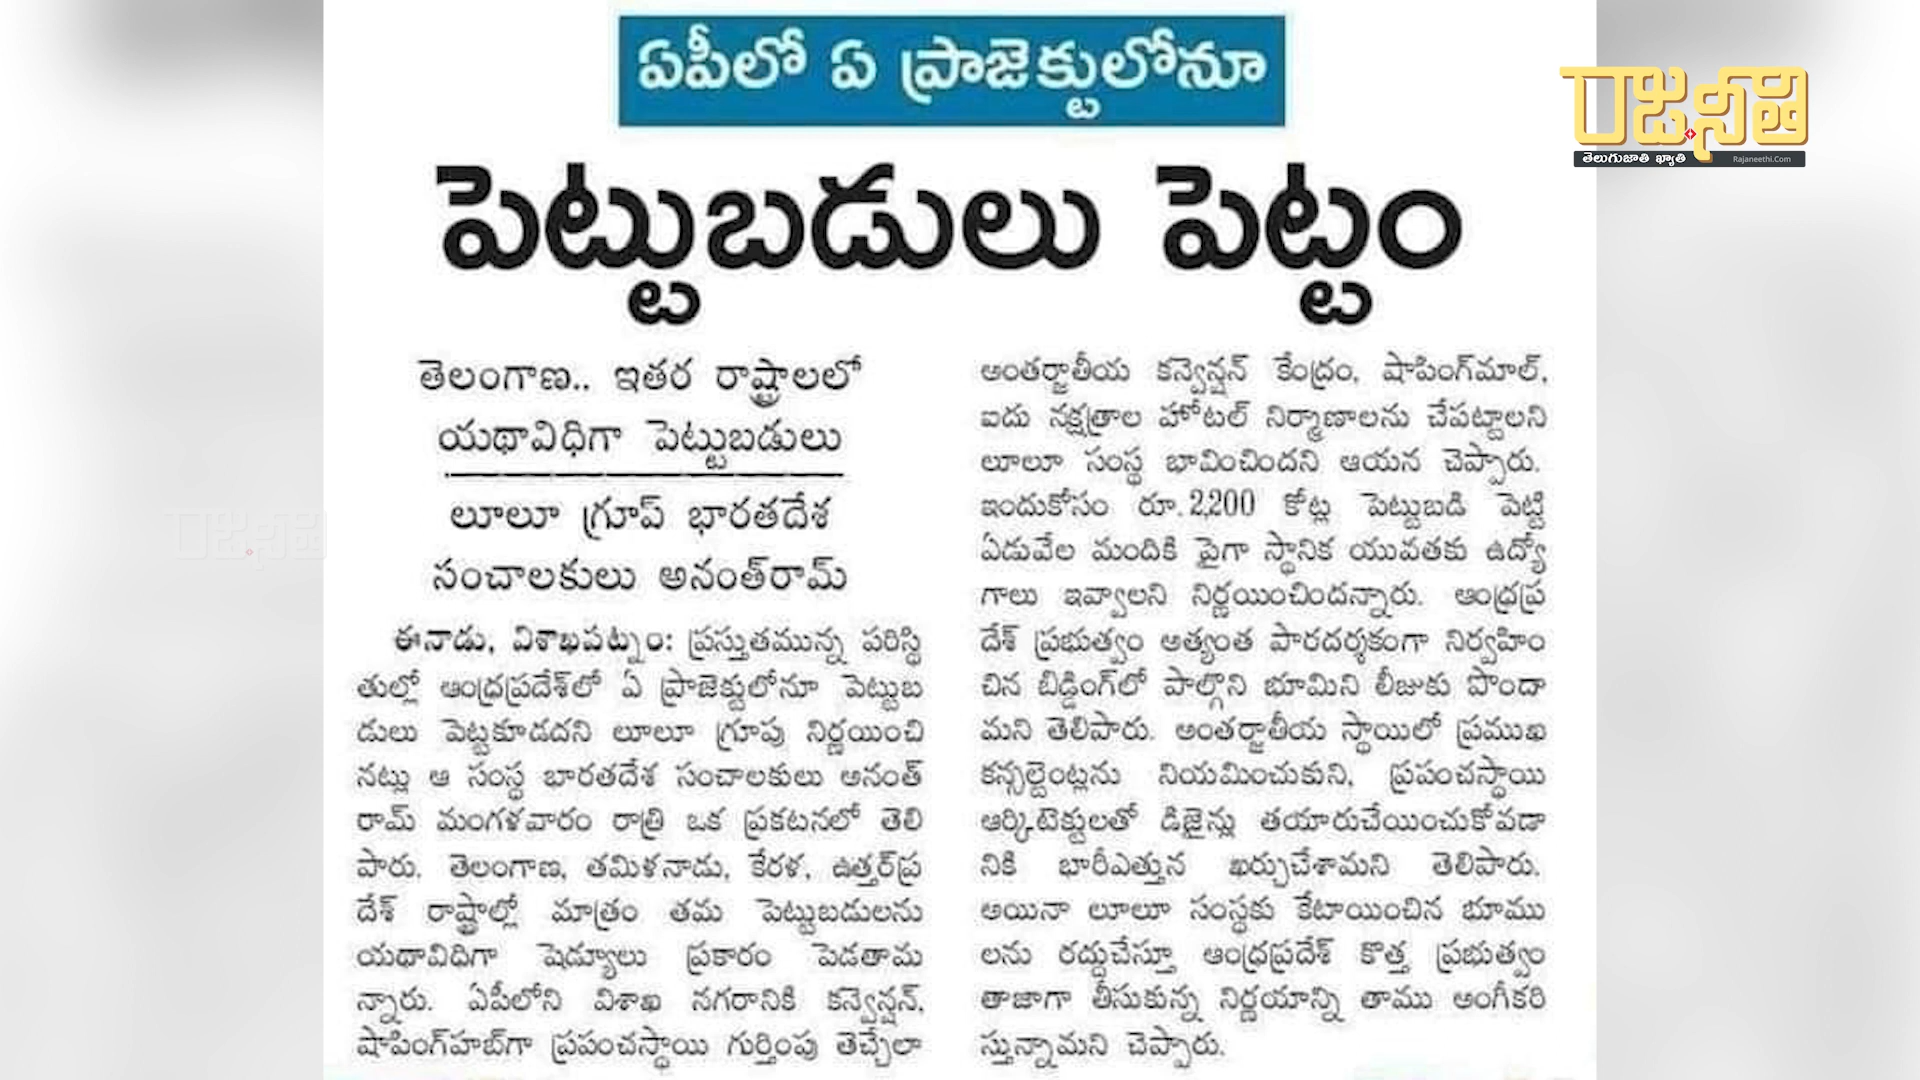 ఏపీలో ఏ ప్రాజెక్టులోనూ
పెట్టుబడులు పెట్టం
తెలంగాణ.. ఇతర రాష్ట్రాలలో
యథావిధిగా పెట్టుబడులు
లూలూ గ్రూప్ భారతదేశ
సంచాలకులు అనంత్‌రామ్
ఈనాడు, విశాఖపట్నం: ప్రస్తుతమున్న పరిస్థి
తుల్లో ఆంధ్రప్రదేశ్‌లో ఏ ప్రాజెక్టులోనూ పెట్టుబ
డులు పెట్టకూడదని లూలూ గ్రూపు నిర్ణయించి
నట్లు ఆ సంస్థ భారతదేశ సంచాలకులు అనంత్
రామ్ మంగళవారం రాత్రి ఒక ప్రకటనలో తెలి
పారు. తెలంగాణ, తమిళనాడు, కేరళ, ఉత్తర్‌ప్ర
దేశ్ రాష్ట్రాల్లో మాత్రం తమ పెట్టుబడులను
యథావిధిగా షెడ్యూలు ప్రకారం పెడతామ
న్నారు. ఏపీలోని విశాఖ నగరానికి కన్వెన్షన్,
షాపింగ్‌హబ్‌గా ప్రపంచస్థాయి గుర్తింపు తెచ్చేలా
అంతర్జాతీయ కన్వెన్షన్ కేంద్రం, షాపింగ్‌మాల్,
ఐదు నక్షత్రాల హోటల్ నిర్మాణాలను చేపట్టాలని
లూలూ సంస్థ భావించిందని ఆయన చెప్పారు.
ఇందుకోసం రూ.2,200 కోట్ల పెట్టుబడి పెట్టి
ఏడువేల మందికి పైగా స్థానిక యువతకు ఉద్యో
గాలు ఇవ్వాలని నిర్ణయించిందన్నారు. ఆంధ్రప్ర
దేశ్ ప్రభుత్వం అత్యంత పారదర్శకంగా నిర్వహిం
చిన బిడ్డింగ్‌లో పాల్గొని భూమిని లీజుకు పొందా
మని తెలిపారు. అంతర్జాతీయ స్థాయిలో ప్రముఖ
కన్సల్టెంట్లను నియమించుకుని, ప్రపంచస్థాయి
ఆర్కిటెక్టులతో డిజైన్లు తయారుచేయించుకోవడా
నికి భారీఎత్తున ఖర్చుచేశామని తెలిపారు.
అయినా లూలూ సంస్థకు కేటాయించిన భూము
లను రద్దుచేస్తూ ఆంధ్రప్రదేశ్ కొత్త ప్రభుత్వం
తాజాగా తీసుకున్న నిర్ణయాన్ని తాము అంగీకరి
స్తున్నామని చెప్పారు.
రాజనీతి
తెలుగుజాతి ఖ్యాతి
Rajaneethi.Com
రాజనీతి